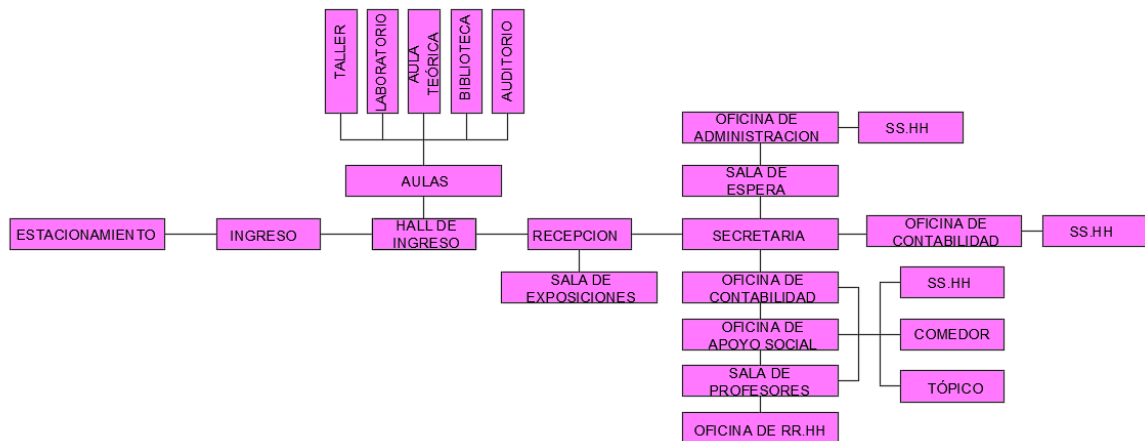 TALLER
LABORATORIO
AULA
TEÓRICA
BIBLIOTECA
AUDITORIO
OFICINA DE
ADMINISTRACION
SS.HH
AULAS
SALA DE
ESPERA
ESTACIONAMIENTO
INGRESO
HALL DE
INGRESO
RECEPCION
SECRETARIA
OFICINA DE
CONTABILIDAD
SS.HH
SALA DE
EXPOSICIONES
OFICINA DE
CONTABILIDAD
SS.HH
OFICINA DE
APOYO SOCIAL
COMEDOR
SALA DE
PROFESORES
TÓPICO
OFICINA DE RR.HH